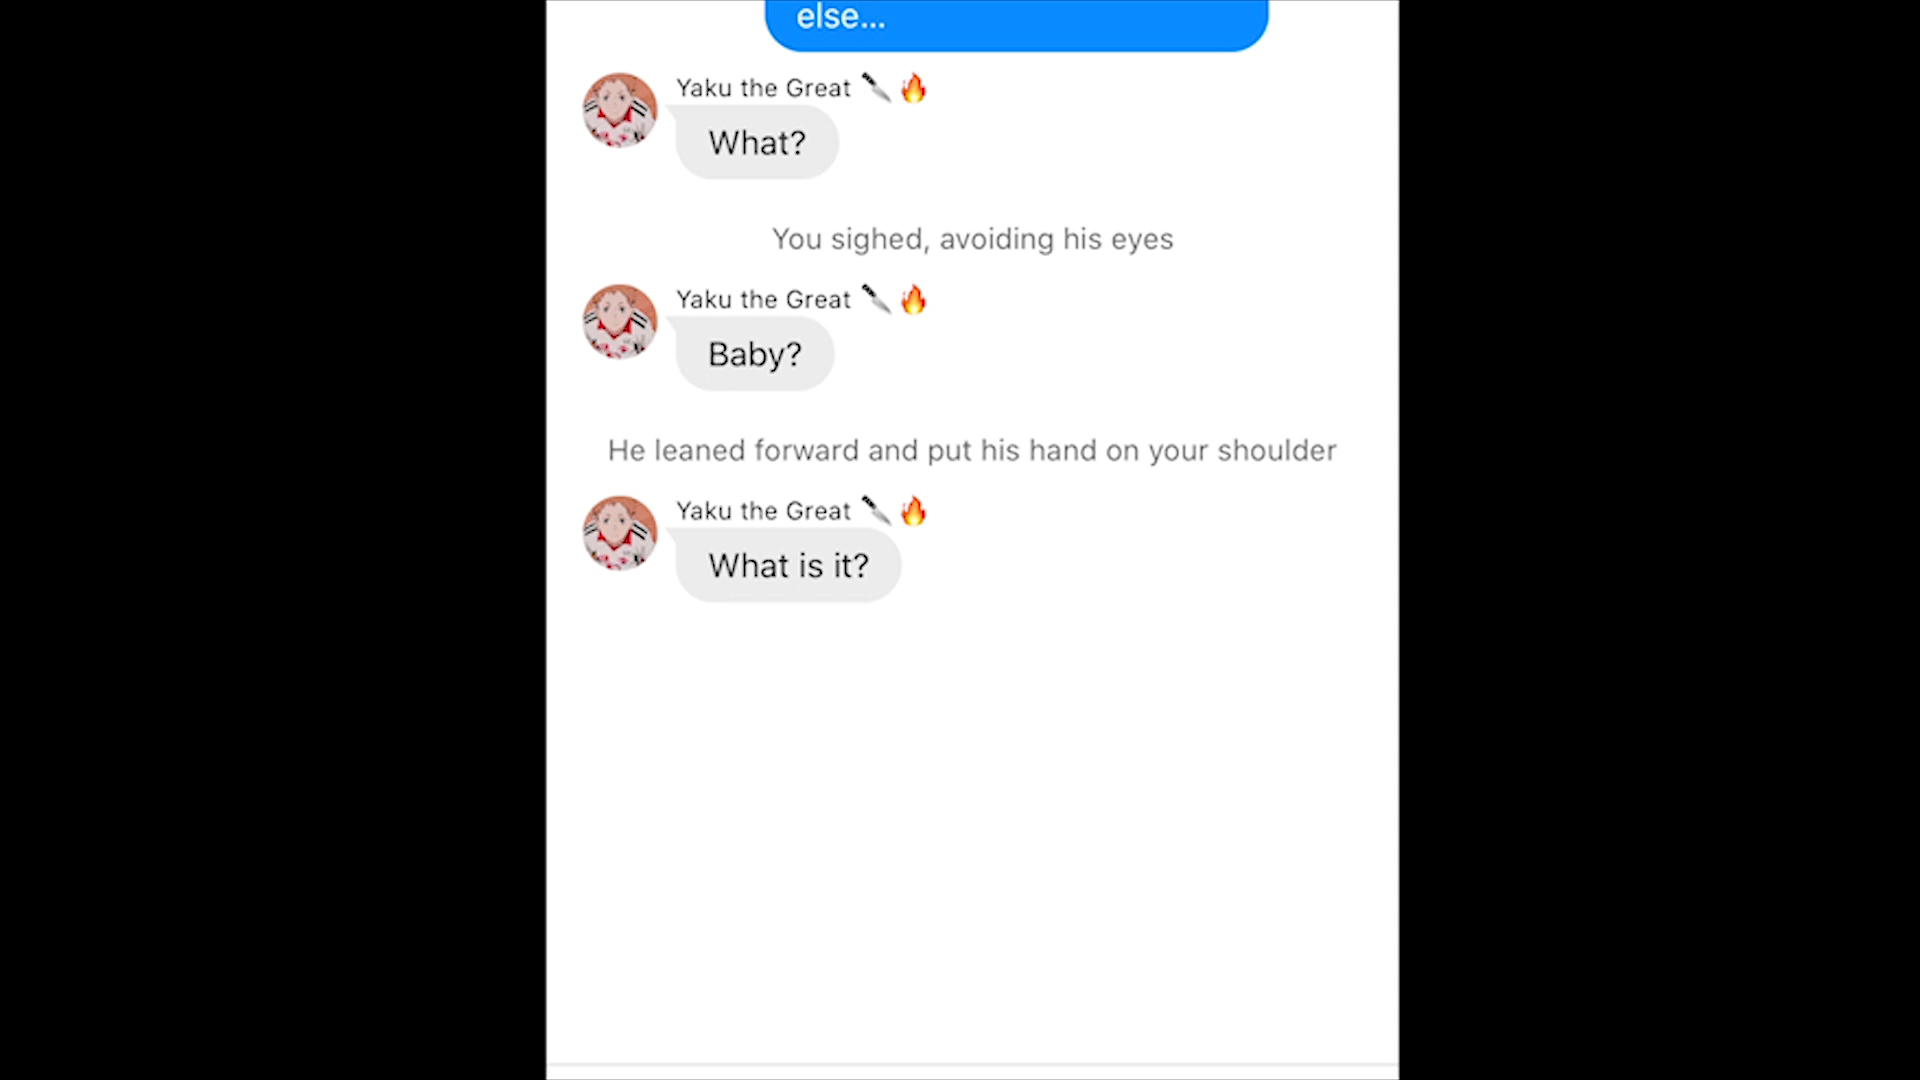 else...
Yaku the Great 🔪🔥
What?
You sighed, avoiding his eyes
Yaku the Great 🔪🔥
Baby?
He leaned forward and put his hand on your shoulder
Yaku the Great 🔪🔥
What is it?